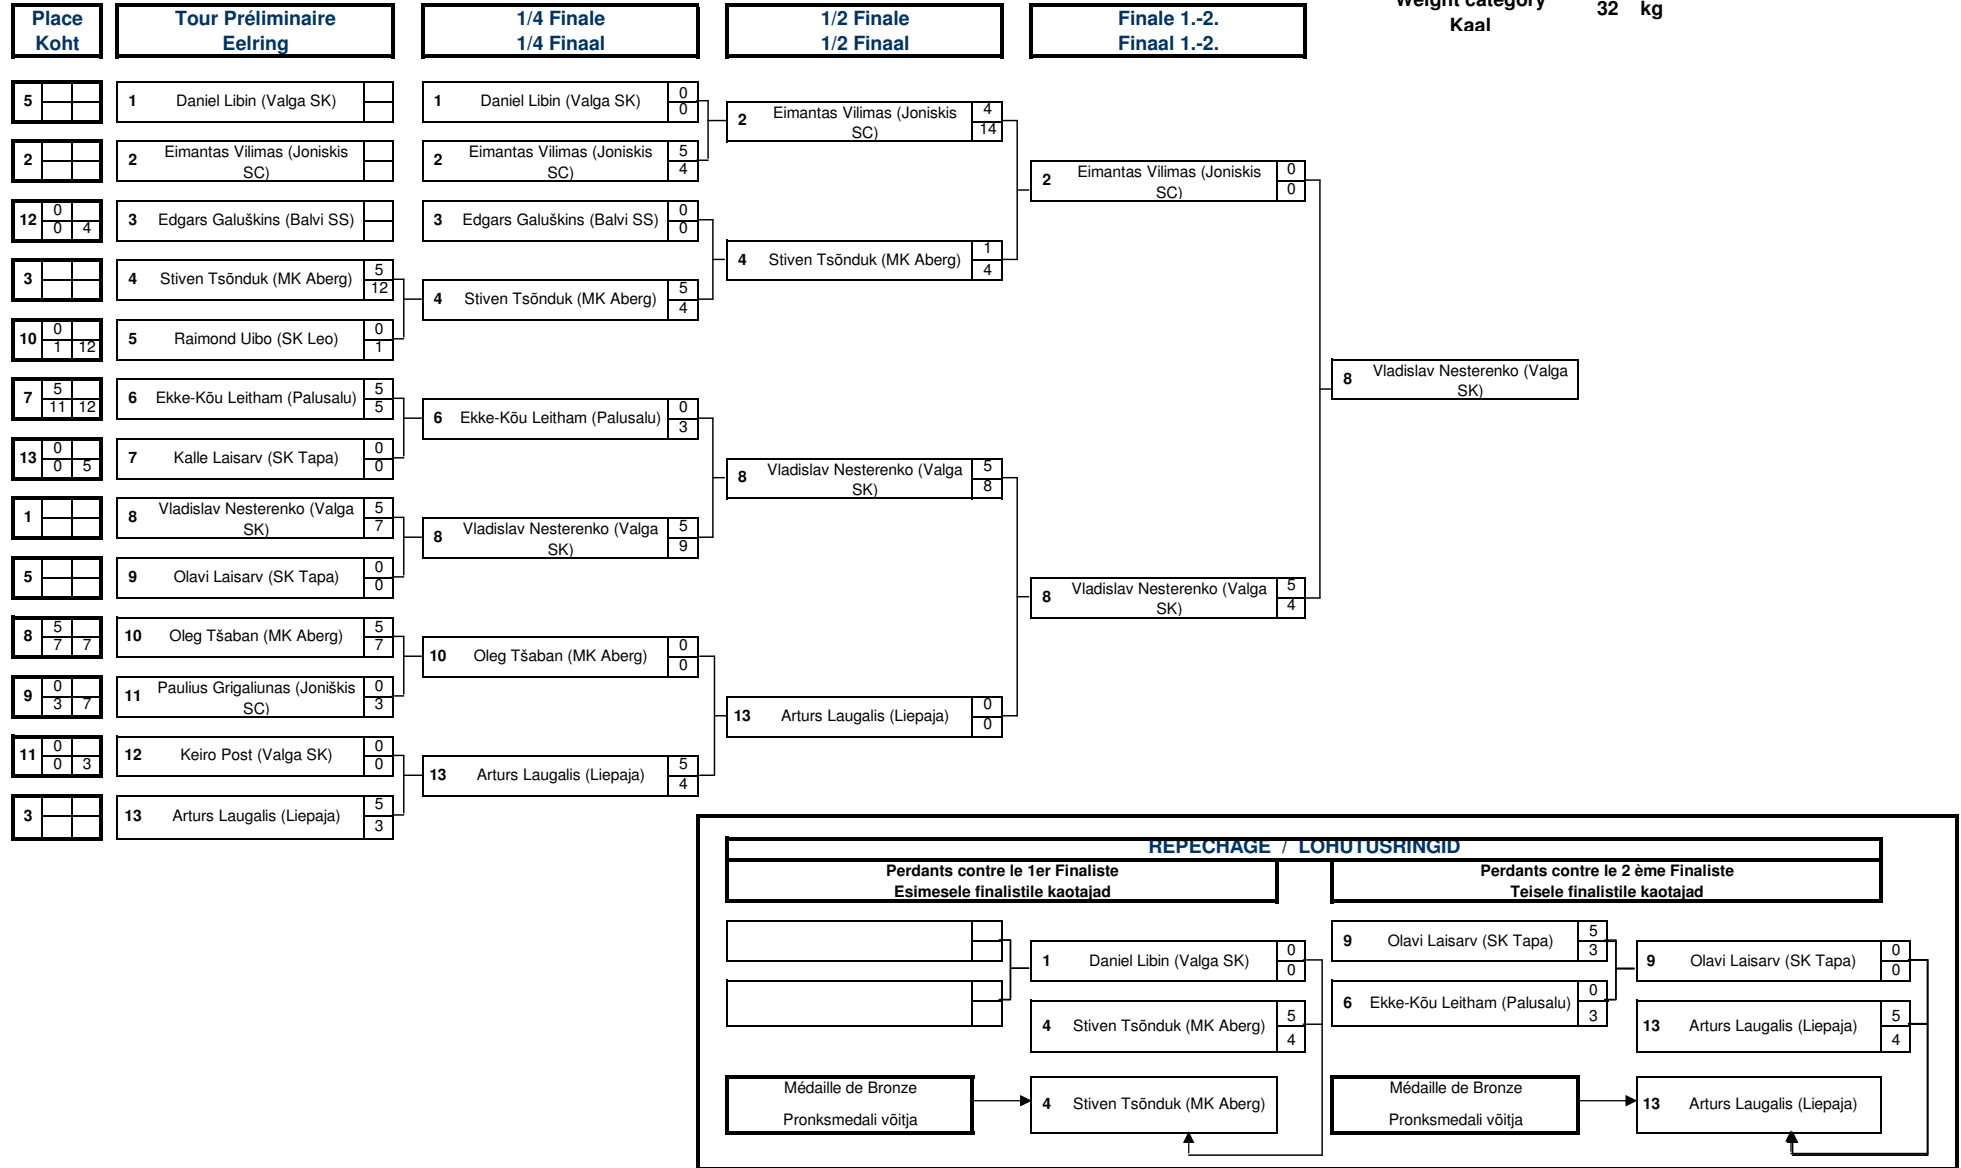 Weight category
32 kg
Kaal
Place
Koht
Tour Préliminaire
Eelring
1/4 Finale
1/4 Finaal
1/2 Finale
1/2 Finaal
Finale 1.-2.
Finaal 1.-2.
5
1 Daniel Libin (Valga SK)
2
2 Eimantas Vilimas (Joniskis
SC)
12 0
0 4
3 Edgars Galuškins (Balvi SS)
3
4 Stiven Tsõnduk (MK Aberg) 5
12
10 0
1 12
5 Raimond Uibo (SK Leo) 0
1
7 5
11 12
6 Ekke-Kõu Leitham (Palusalu) 5
5
13 0
0 5
7 Kalle Laisarv (SK Tapa) 0
0
1
8 Vladislav Nesterenko (Valga
SK) 5
7
5
9 Olavi Laisarv (SK Tapa) 0
0
8 5
7 7
10 Oleg Tšaban (MK Aberg) 5
7
9 0
3 7
11 Paulius Grigaliunas (Joniškis
SC) 0
3
11 0
0 3
12 Keiro Post (Valga SK) 0
0
3
13 Arturs Laugalis (Liepaja) 5
3
1 Daniel Libin (Valga SK) 0
0
2 Eimantas Vilimas (Joniskis
SC) 5
4
3 Edgars Galuškins (Balvi SS) 0
0
4 Stiven Tsõnduk (MK Aberg) 5
4
6 Ekke-Kõu Leitham (Palusalu) 0
3
8 Vladislav Nesterenko (Valga
SK) 5
9
10 Oleg Tšaban (MK Aberg) 0
0
13 Arturs Laugalis (Liepaja) 5
4
2 Eimantas Vilimas (Joniskis
SC) 4
14
4 Stiven Tsõnduk (MK Aberg) 1
4
8 Vladislav Nesterenko (Valga
SK) 5
8
13 Arturs Laugalis (Liepaja) 0
0
2 Eimantas Vilimas (Joniskis
SC) 0
0
8 Vladislav Nesterenko (Valga
SK) 5
4
8 Vladislav Nesterenko (Valga
SK)
REPECHAGE / LOHUTUSRINGID
Perdants contre le 1er Finaliste
Esimesele finalistile kaotajad
Perdants contre le 2 ème Finaliste
Teisele finalistile kaotajad
1 Daniel Libin (Valga SK) 0
0
4 Stiven Tsõnduk (MK Aberg) 5
4
Médaille de Bronze
Pronksmedali võitja
4 Stiven Tsõnduk (MK Aberg)
9 Olavi Laisarv (SK Tapa) 5
3
6 Ekke-Kõu Leitham (Palusalu) 0
3
9 Olavi Laisarv (SK Tapa) 0
0
13 Arturs Laugalis (Liepaja) 5
4
Médaille de Bronze
Pronksmedali võitja
13 Arturs Laugalis (Liepaja)